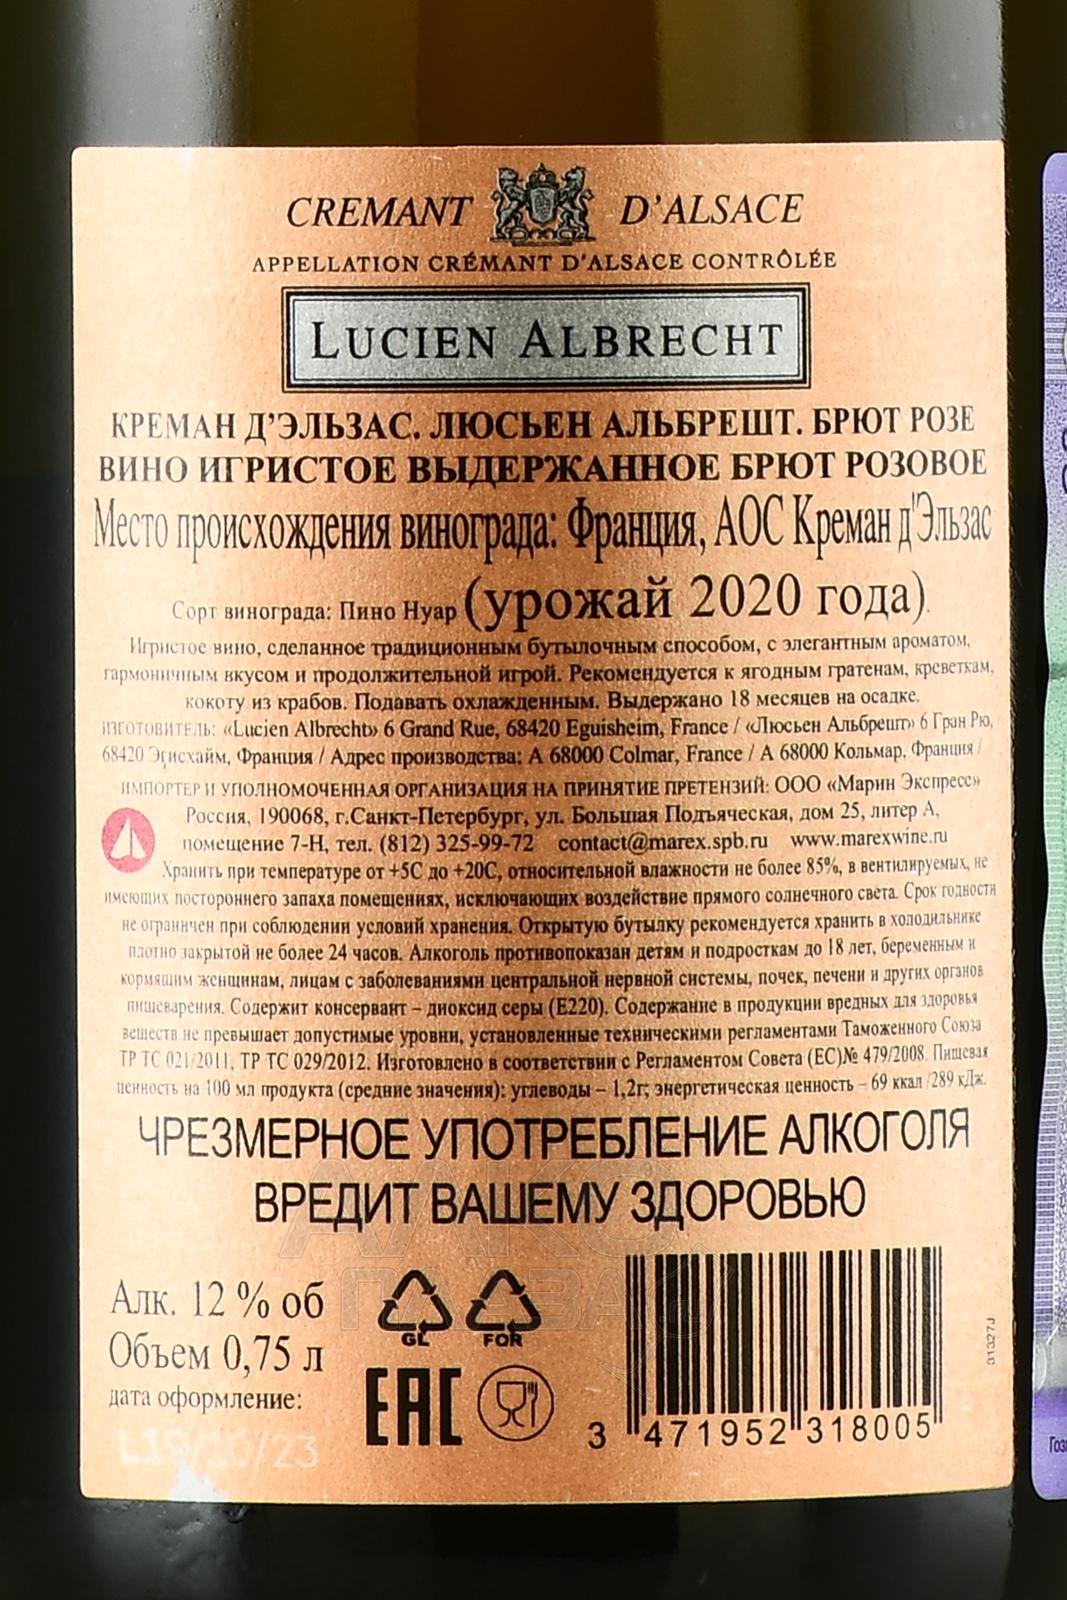 CREMANT D'ALSACE
APPELLATION CRÉMANT D'ALSACE CONTRÔLÉE
LUCIEN ALBRECHT
КРЕМАН Д'ЭЛЬЗАС. ЛЮСЬЕН АЛЬБРЕШТ. БРЮТ РОЗЕ
ВИНО ИГРИСТОЕ ВЫДЕРЖАННОЕ БРЮТ РОЗОВОЕ
Место происхождения винограда: Франция, АОС Креман д'Эльзас
Сорт винограда: Пино Нуар (урожай 2020 года).
Игристое вино, сделанное традиционным бутылочным способом, с элегантным ароматом,
гармоничным вкусом и продолжительной игрой. Рекомендуется к ягодным гратенам, креветкам,
кокоту из крабов. Подавать охлажденным. Выдержано 18 месяцев на осадке.
ИЗГОТОВИТЕЛЬ: «Lucien Albrecht» 6 Grand Rue, 68420 Eguisheim, France / «Люсьен Альбрешт» 6 Гран Рю,
68420 Эгисхайм, Франция / Адрес производства: A 68000 Colmar, France / А 68000 Кольмар, Франция /
ИМПОРТЕР И УПОЛНОМОЧЕННАЯ ОРГАНИЗАЦИЯ НА ПРИНЯТИЕ ПРЕТЕНЗИЙ: ООО «Марин Экспресс»
Россия, 190068, г.Санкт-Петербург, ул. Большая Подъяческая, дом 25, литер А,
помещение 7-Н, тел. (812) 325-99-72 contact@marex.spb.ru www.marexwine.ru
Хранить при температуре от +5С до +20С, относительной влажности не более 85%, в вентилируемых, не
имеющих постороннего запаха помещениях, исключающих воздействие прямого солнечного света. Срок годности
не ограничен при соблюдении условий хранения. Открытую бутылку рекомендуется хранить в холодильнике
плотно закрытой не более 24 часов. Алкоголь противопоказан детям и подросткам до 18 лет, беременным и
кормящим женщинам, лицам с заболеваниями центральной нервной системы, почек, печени и других органов
пищеварения. Содержит консервант – диоксид серы (Е220). Содержание в продукции вредных для здоровья
веществ не превышает допустимые уровни, установленные техническими регламентами Таможенного Союза
ТР ТС 021/2011, ТР ТС 029/2012. Изготовлено в соответствии с Регламентом Совета (ЕС)№ 479/2008. Пищевая
ценность на 100 мл продукта (средние значения): углеводы – 1,2г, энергетическая ценность – 69 ккал /289 кДж.
ЧРЕЗМЕРНОЕ УПОТРЕБЛЕНИЕ АЛКОГОЛЯ
ВРЕДИТ ВАШЕМУ ЗДОРОВЬЮ
Алк. 12 % об
Объем 0,75 л
дата оформление:
L19/10/23
GL FOR
EAC
3 471952 318005
31327J